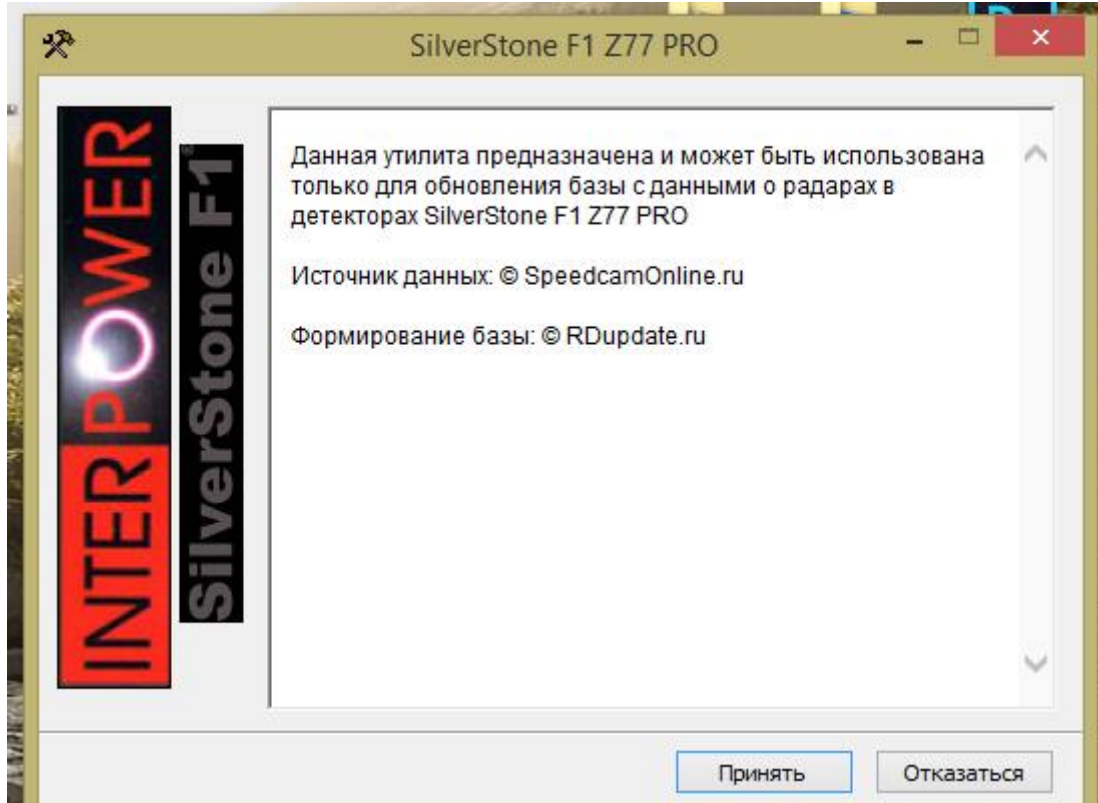 SilverStone F1 Z77 PRO
INTERPOWER
SilverStone F1
Данная утилита предназначена и может быть использована
только для обновления базы с данными о радарах в
детекторах SilverStone F1 Z77 PRO
Источник данных: © SpeedcamOnline.ru
Формирование базы: © RDupdate.ru
Принять
Отказаться